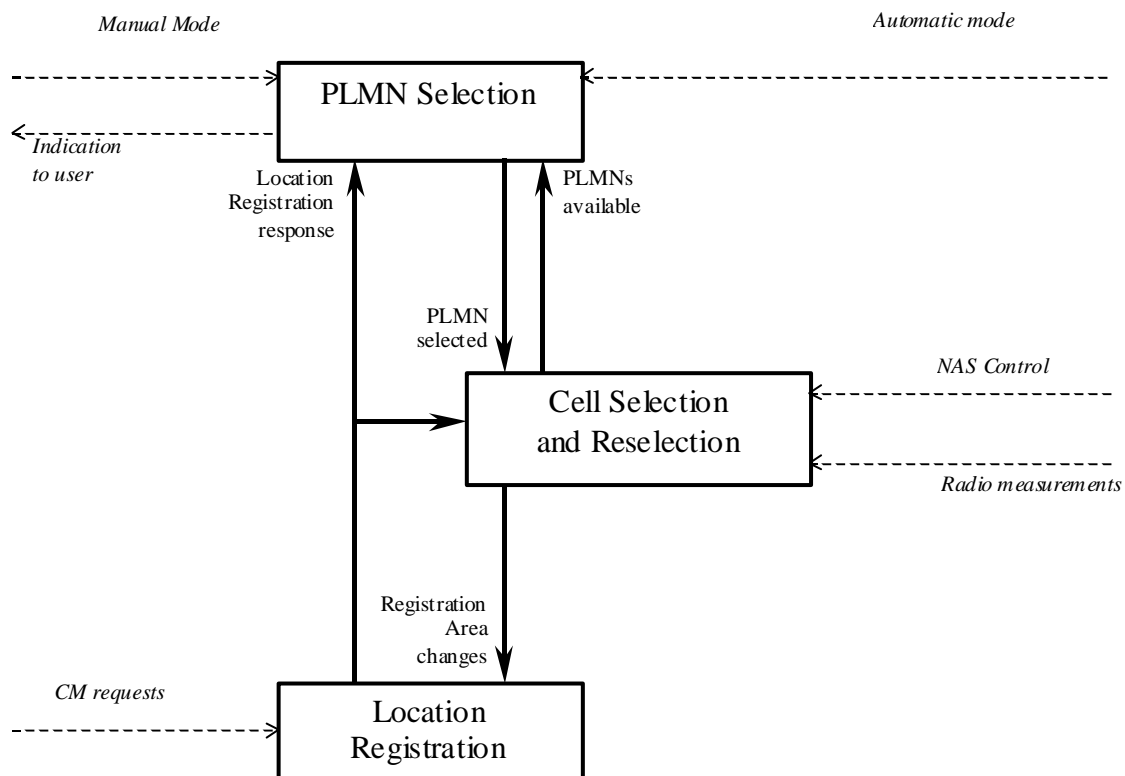 Manual Mode
Automatic mode
PLMN Selection
Indication
to user
Location
Registration
response
PLMNs
available
PLMN
selected
NAS Control
Cell Selection
and Reselection
Radio measurements
Registration
Area
changes
CM requests
Location
Registration